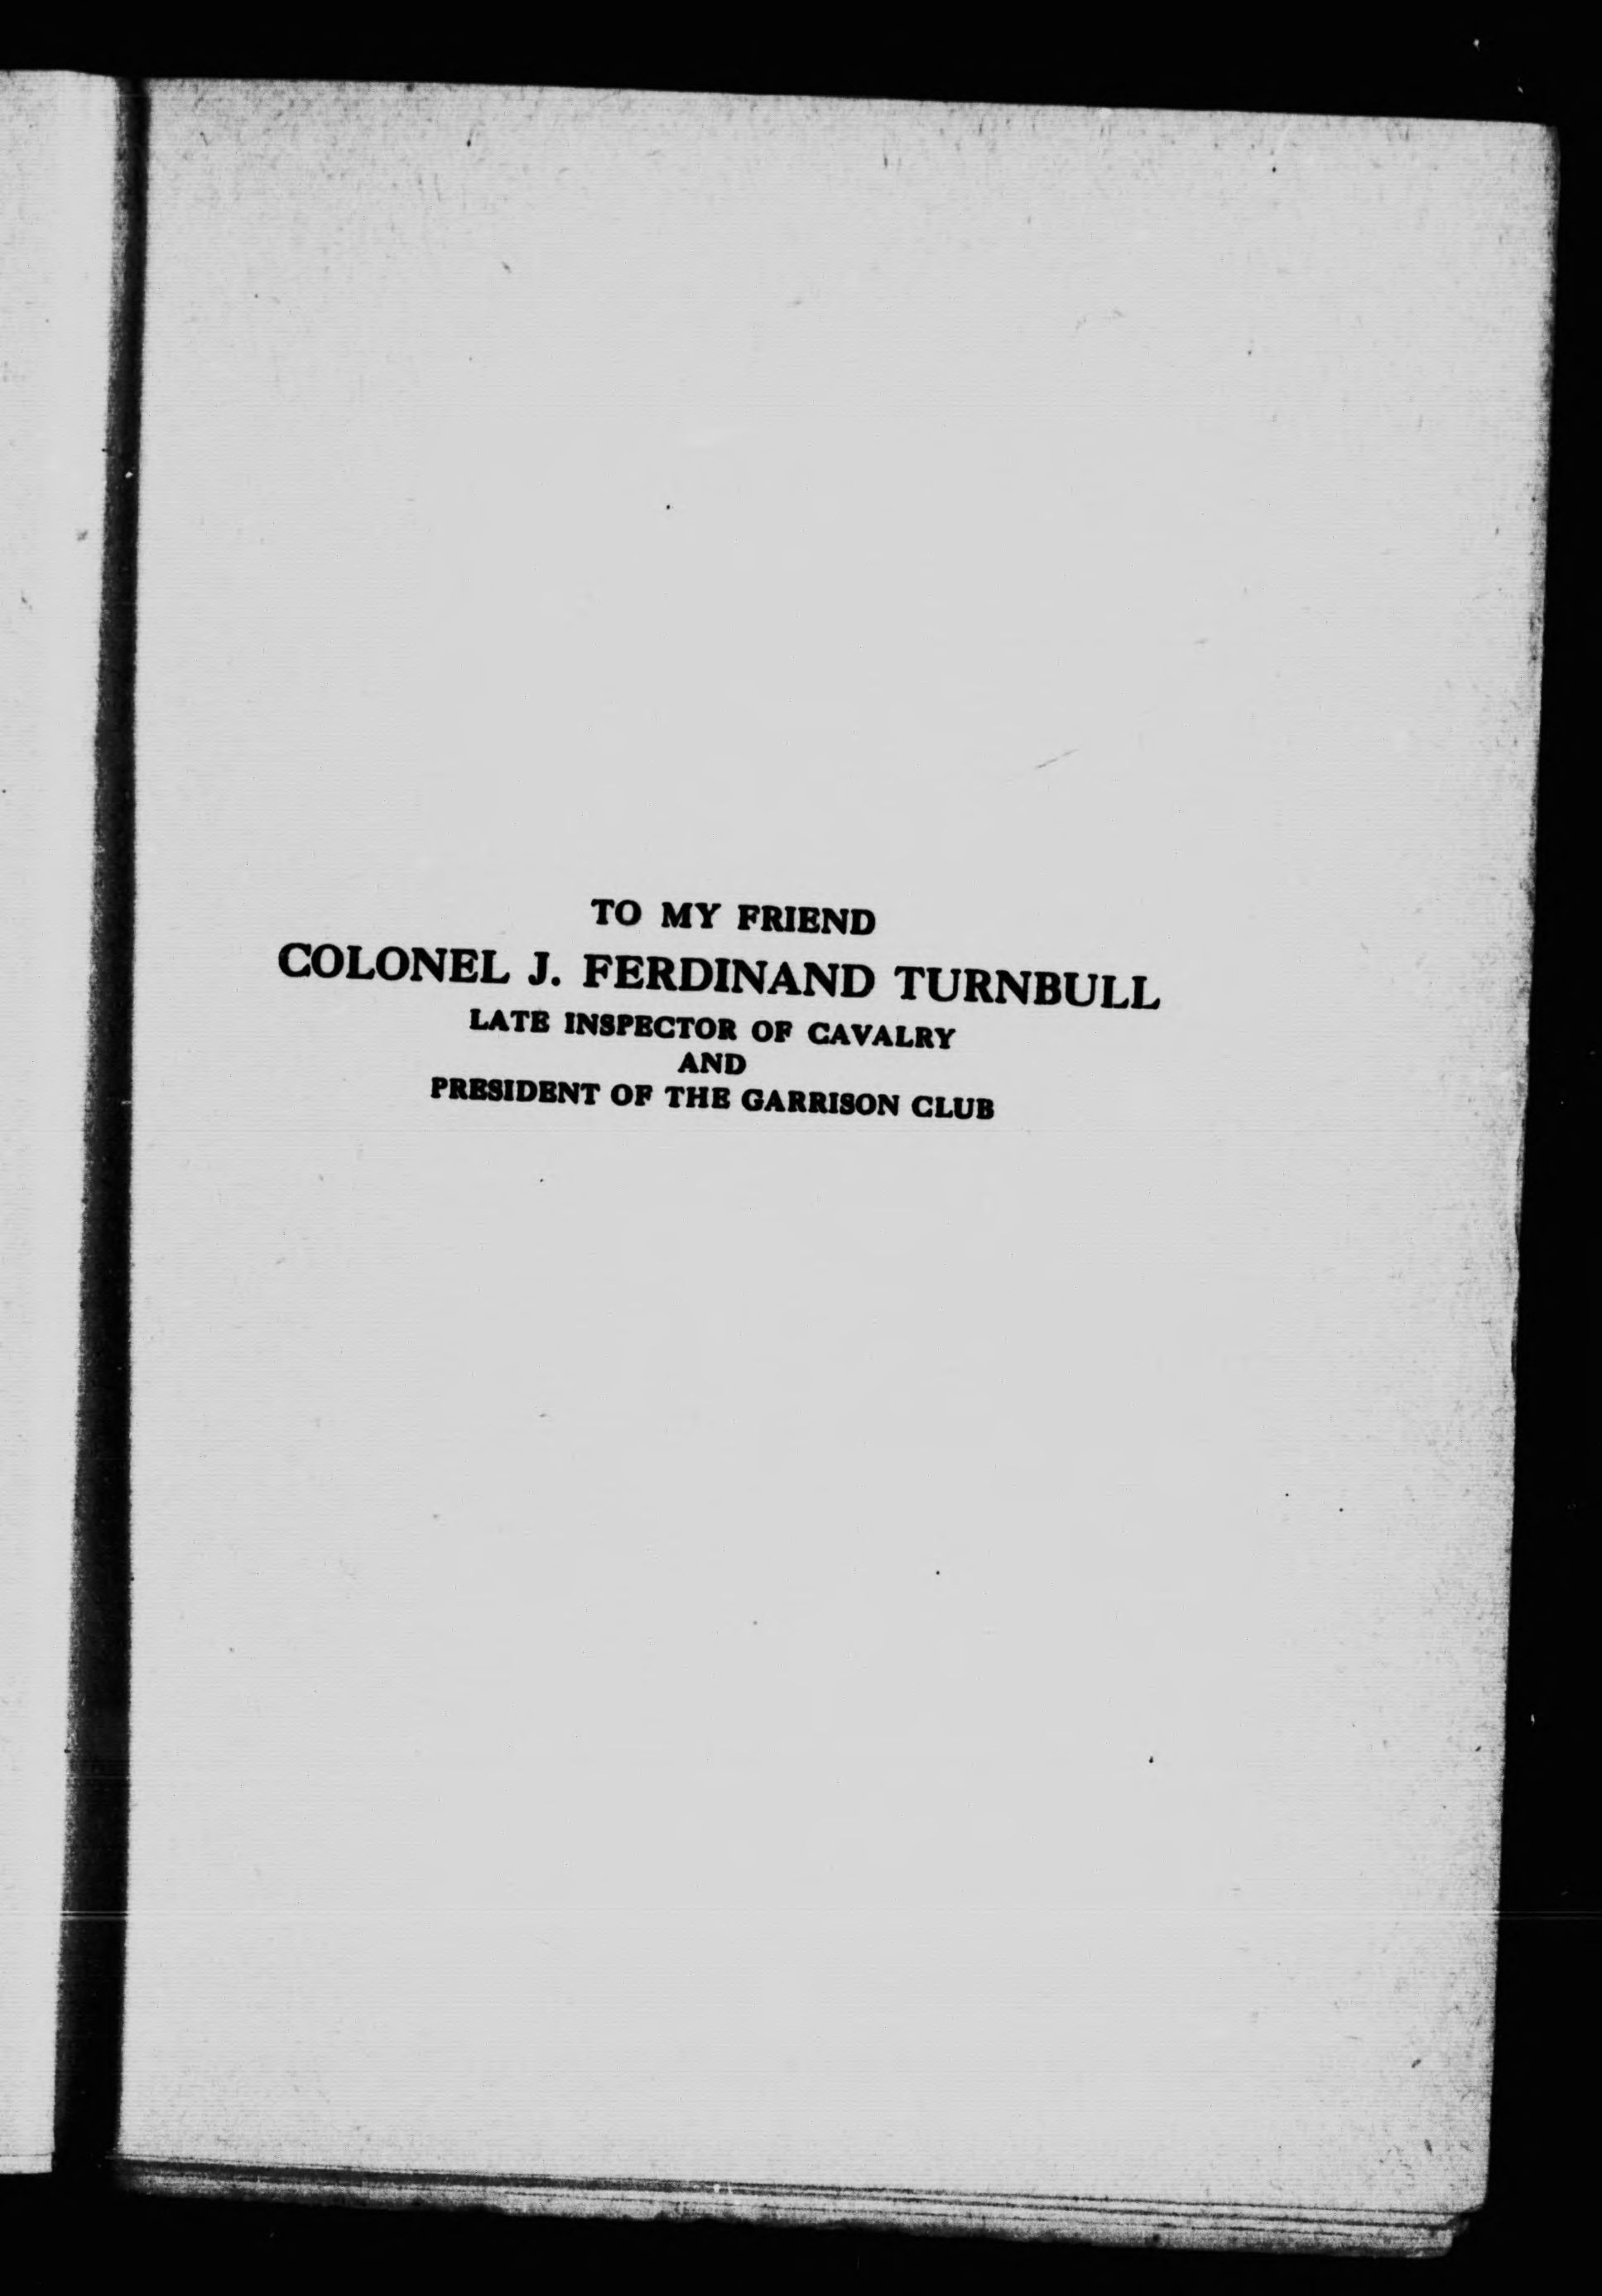 TO MY FRIEND
COLONEL J. FERDINAND TURNBULL
LATE INSPECTOR OF CAVALRY
AND
PRESIDENT OF THE GARRISON CLUB